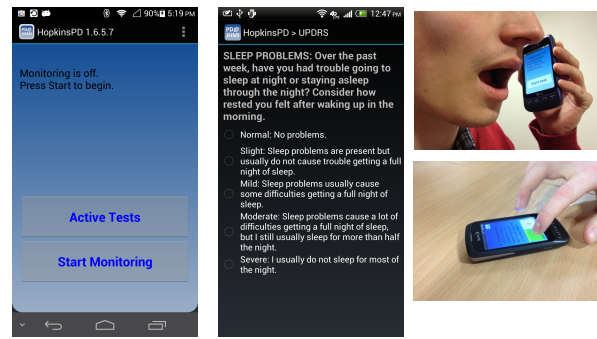 90% 5:19 PM
HopkinsPD 1.6.5.7
Monitoring is off.
Press Start to begin.
Active Tests
Start Monitoring
12:47 PM
PD@
JHMI
HopkinsPD > UPDRS
SLEEP PROBLEMS: Over the past
week, have you had trouble going to
sleep at night or staying asleep
through the night? Consider how
rested you felt after waking up in the
morning.
Normal: No problems.
Slight: Sleep problems are present but
usually do not cause trouble getting a full
night of sleep.
Mild: Sleep problems usually cause
some difficulties getting a full night of
sleep.
Moderate: Sleep problems cause a lot of
difficulties getting a full night of sleep,
but I still usually sleep for more than half
the night.
Severe: I usually do not sleep for most of
the night.
Start Test